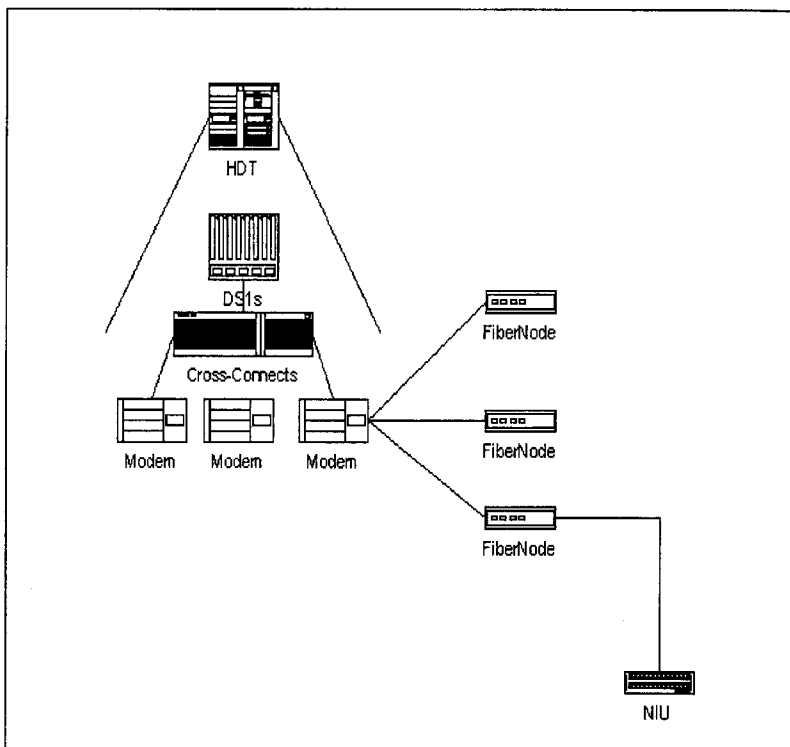 HDT
DS1s
Cross-Connects
Modem
Modem
Modem
FiberNode
FiberNode
FiberNode
NIU